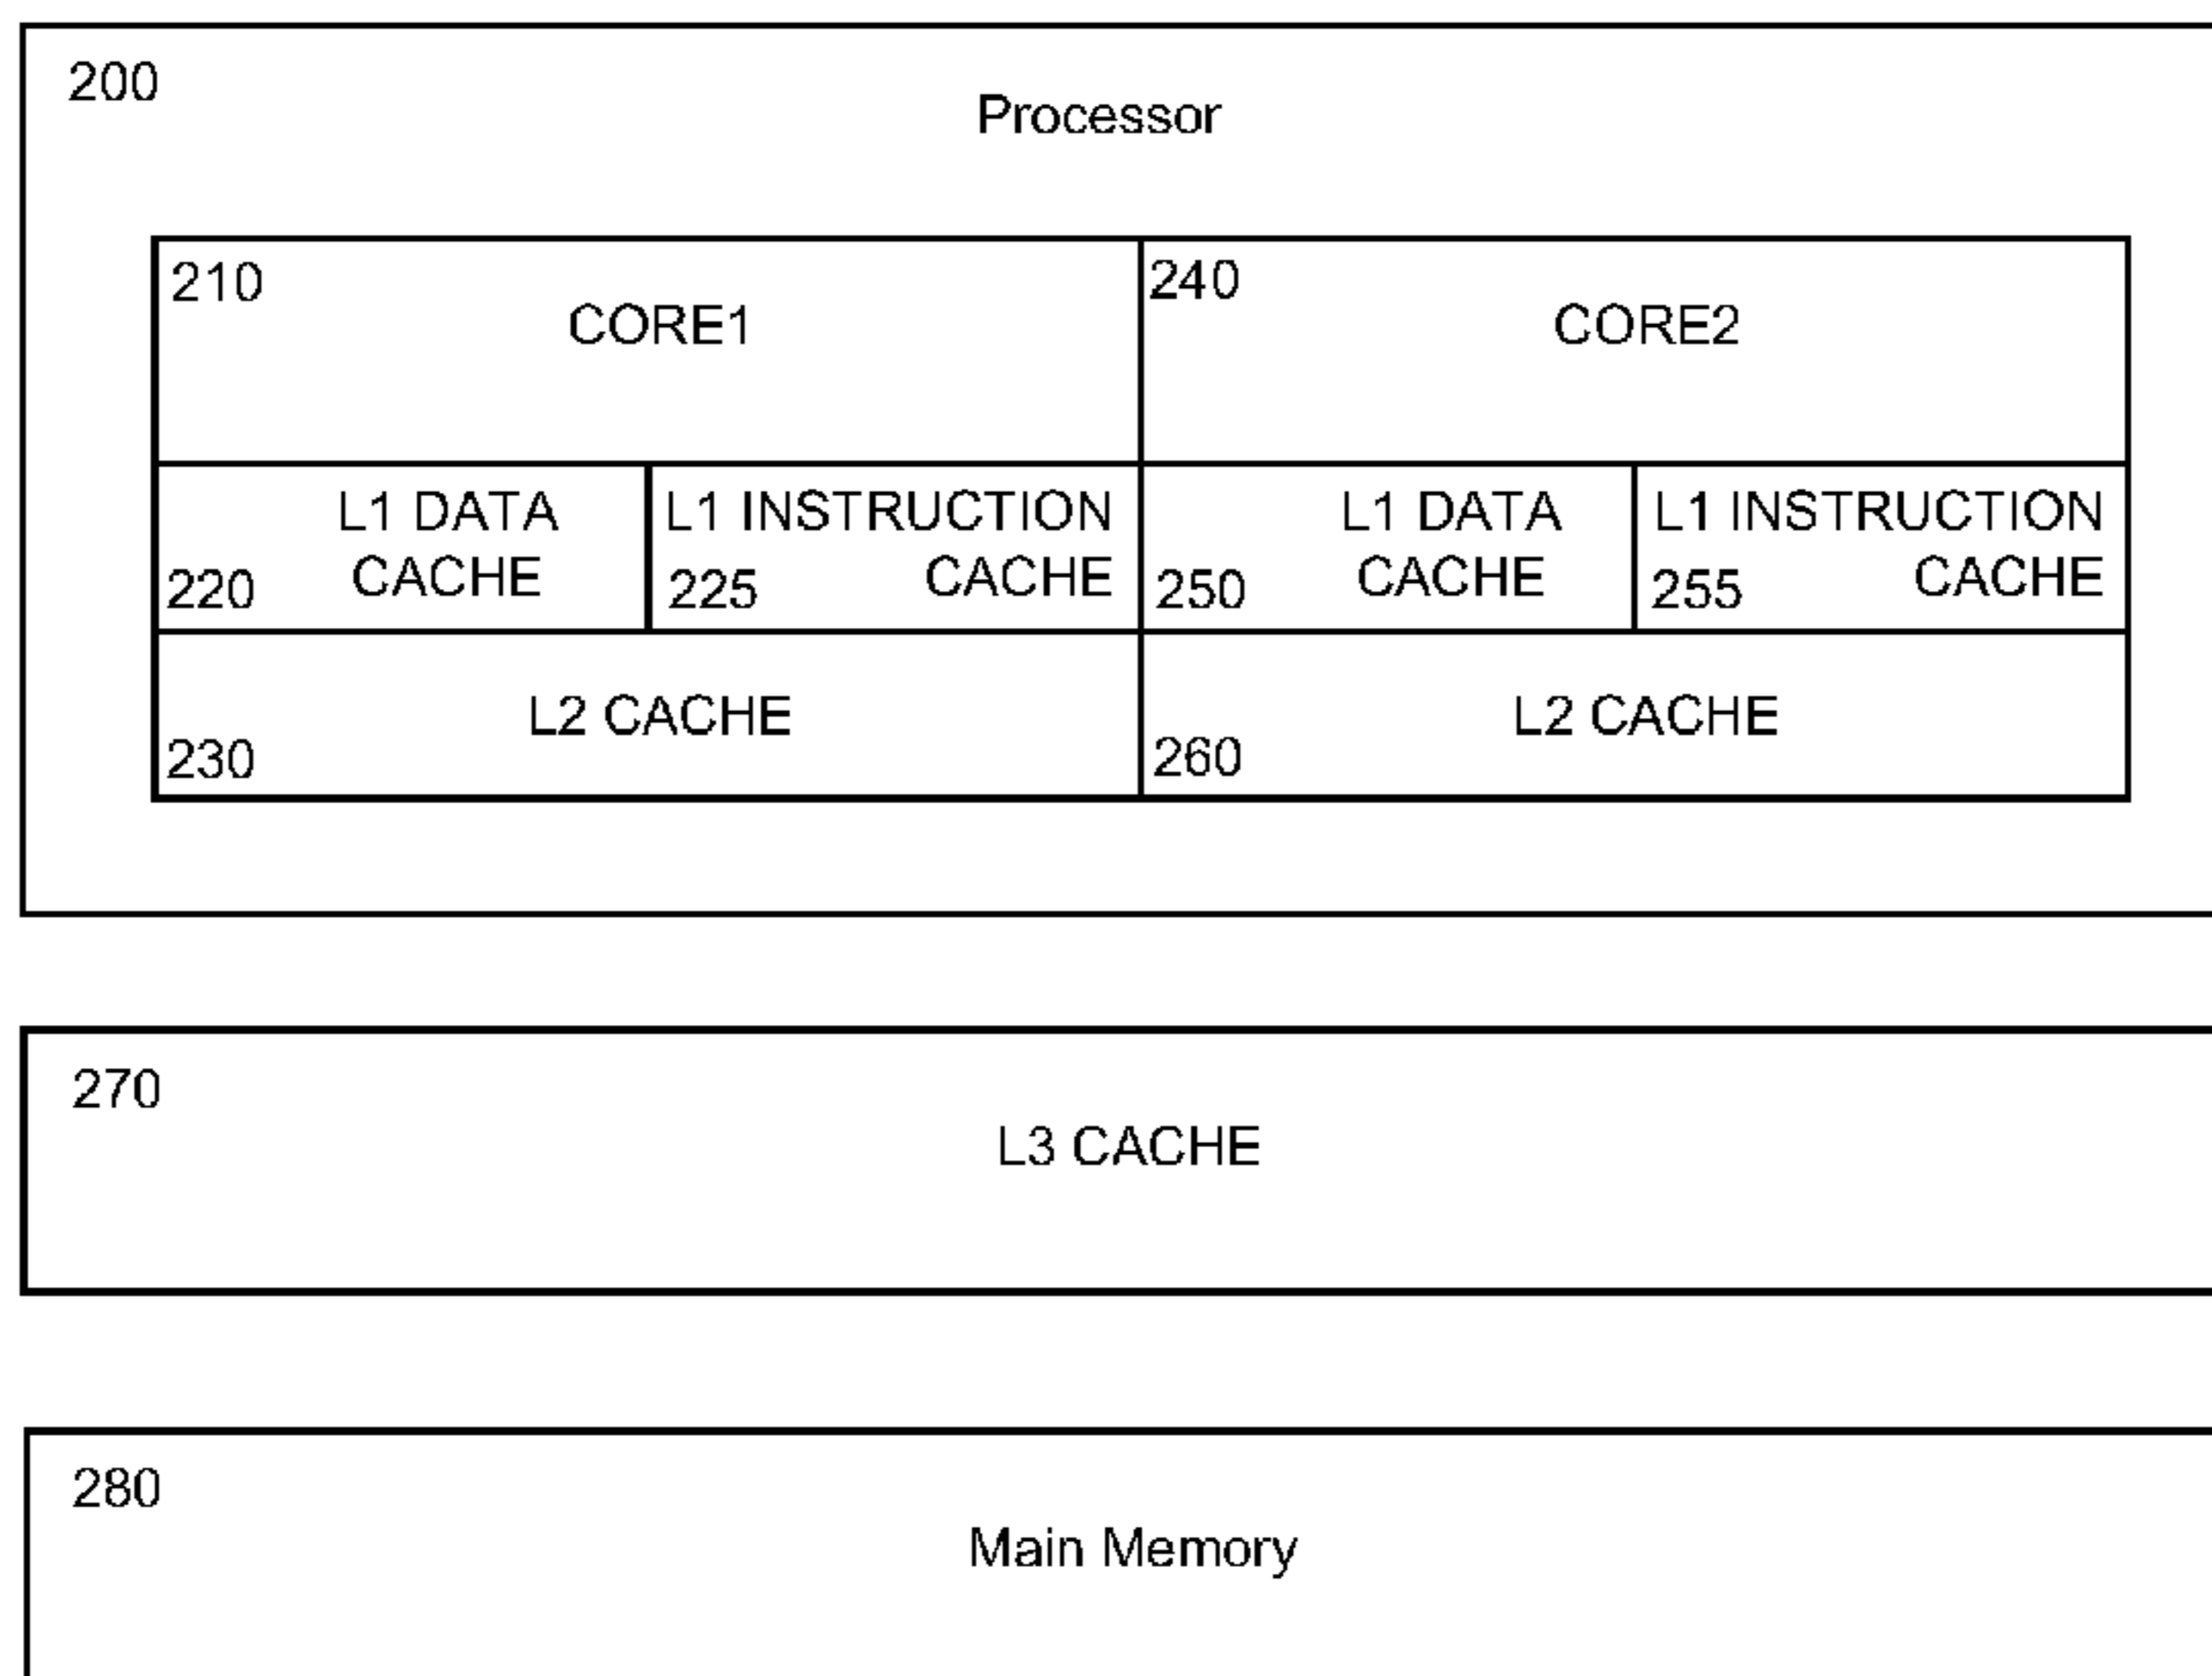 200
Processor
210
CORE1
240
CORE2
L1 DATA
CACHE
220
L1 INSTRUCTION
CACHE
225
L1 DATA
CACHE
250
L1 INSTRUCTION
CACHE
255
L2 CACHE
230
L2 CACHE
260
270
L3 CACHE
280
Main Memory